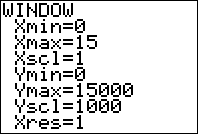 WINDOW
Xmin=0
Xmax=15
Xscl=1
Ymin=0
Ymax=15000
Yscl=1000
Xres=1